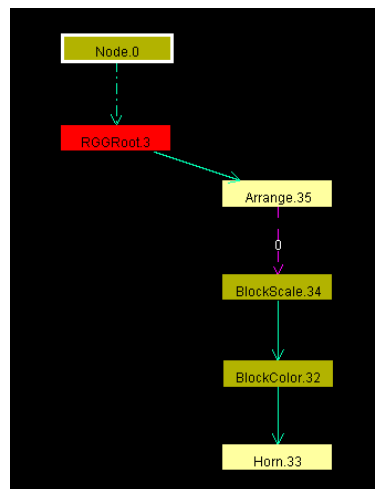 Node.0
RGGRoot.3
Arrange.35
0
BlockScale.34
BlockColor.32
Horn.33